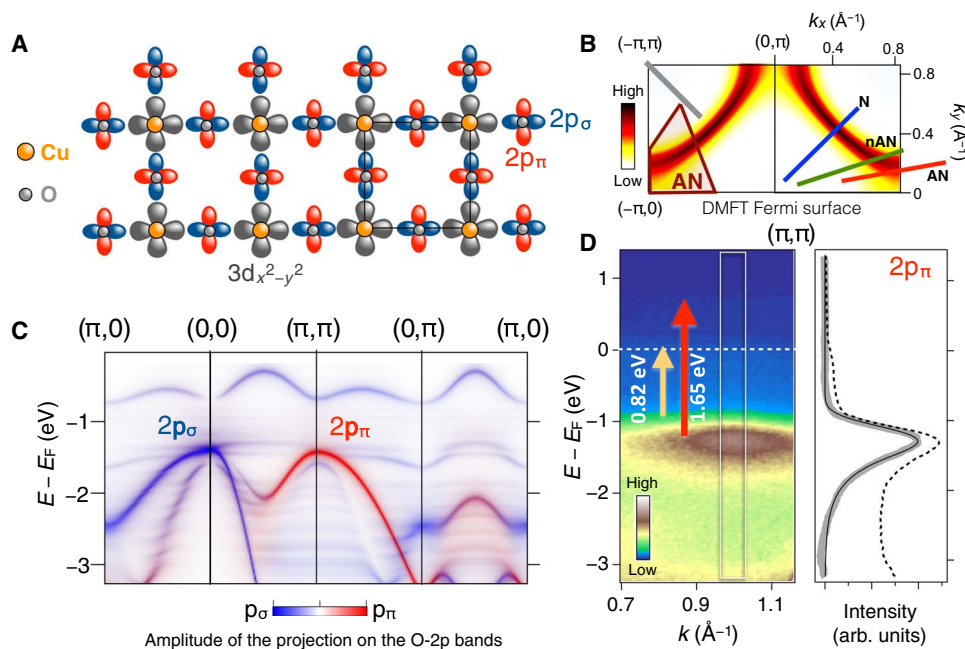 A
Cu
O
2pσ
2pπ
3dx²−y²
B
kx (Å⁻¹)
(−π,π)
(0,π)
0.4
0.8
High
Low
N
nAN
AN
AN
0.8
0.4
0
ky (Å⁻¹)
(−π,0)
DMFT Fermi surface
C
(π,0)
(0,0)
(π,π)
(0,π)
(π,0)
2pσ
2pπ
−1
−2
−3
E − EF (eV)
pσ
pπ
Amplitude of the projection on the O-2p bands
D
(π,π)
2pπ
1
0
−1
−2
−3
E − EF (eV)
0.82 eV
1.65 eV
High
Low
0.7
0.9
1.1
k (Å⁻¹)
Intensity
(arb. units)